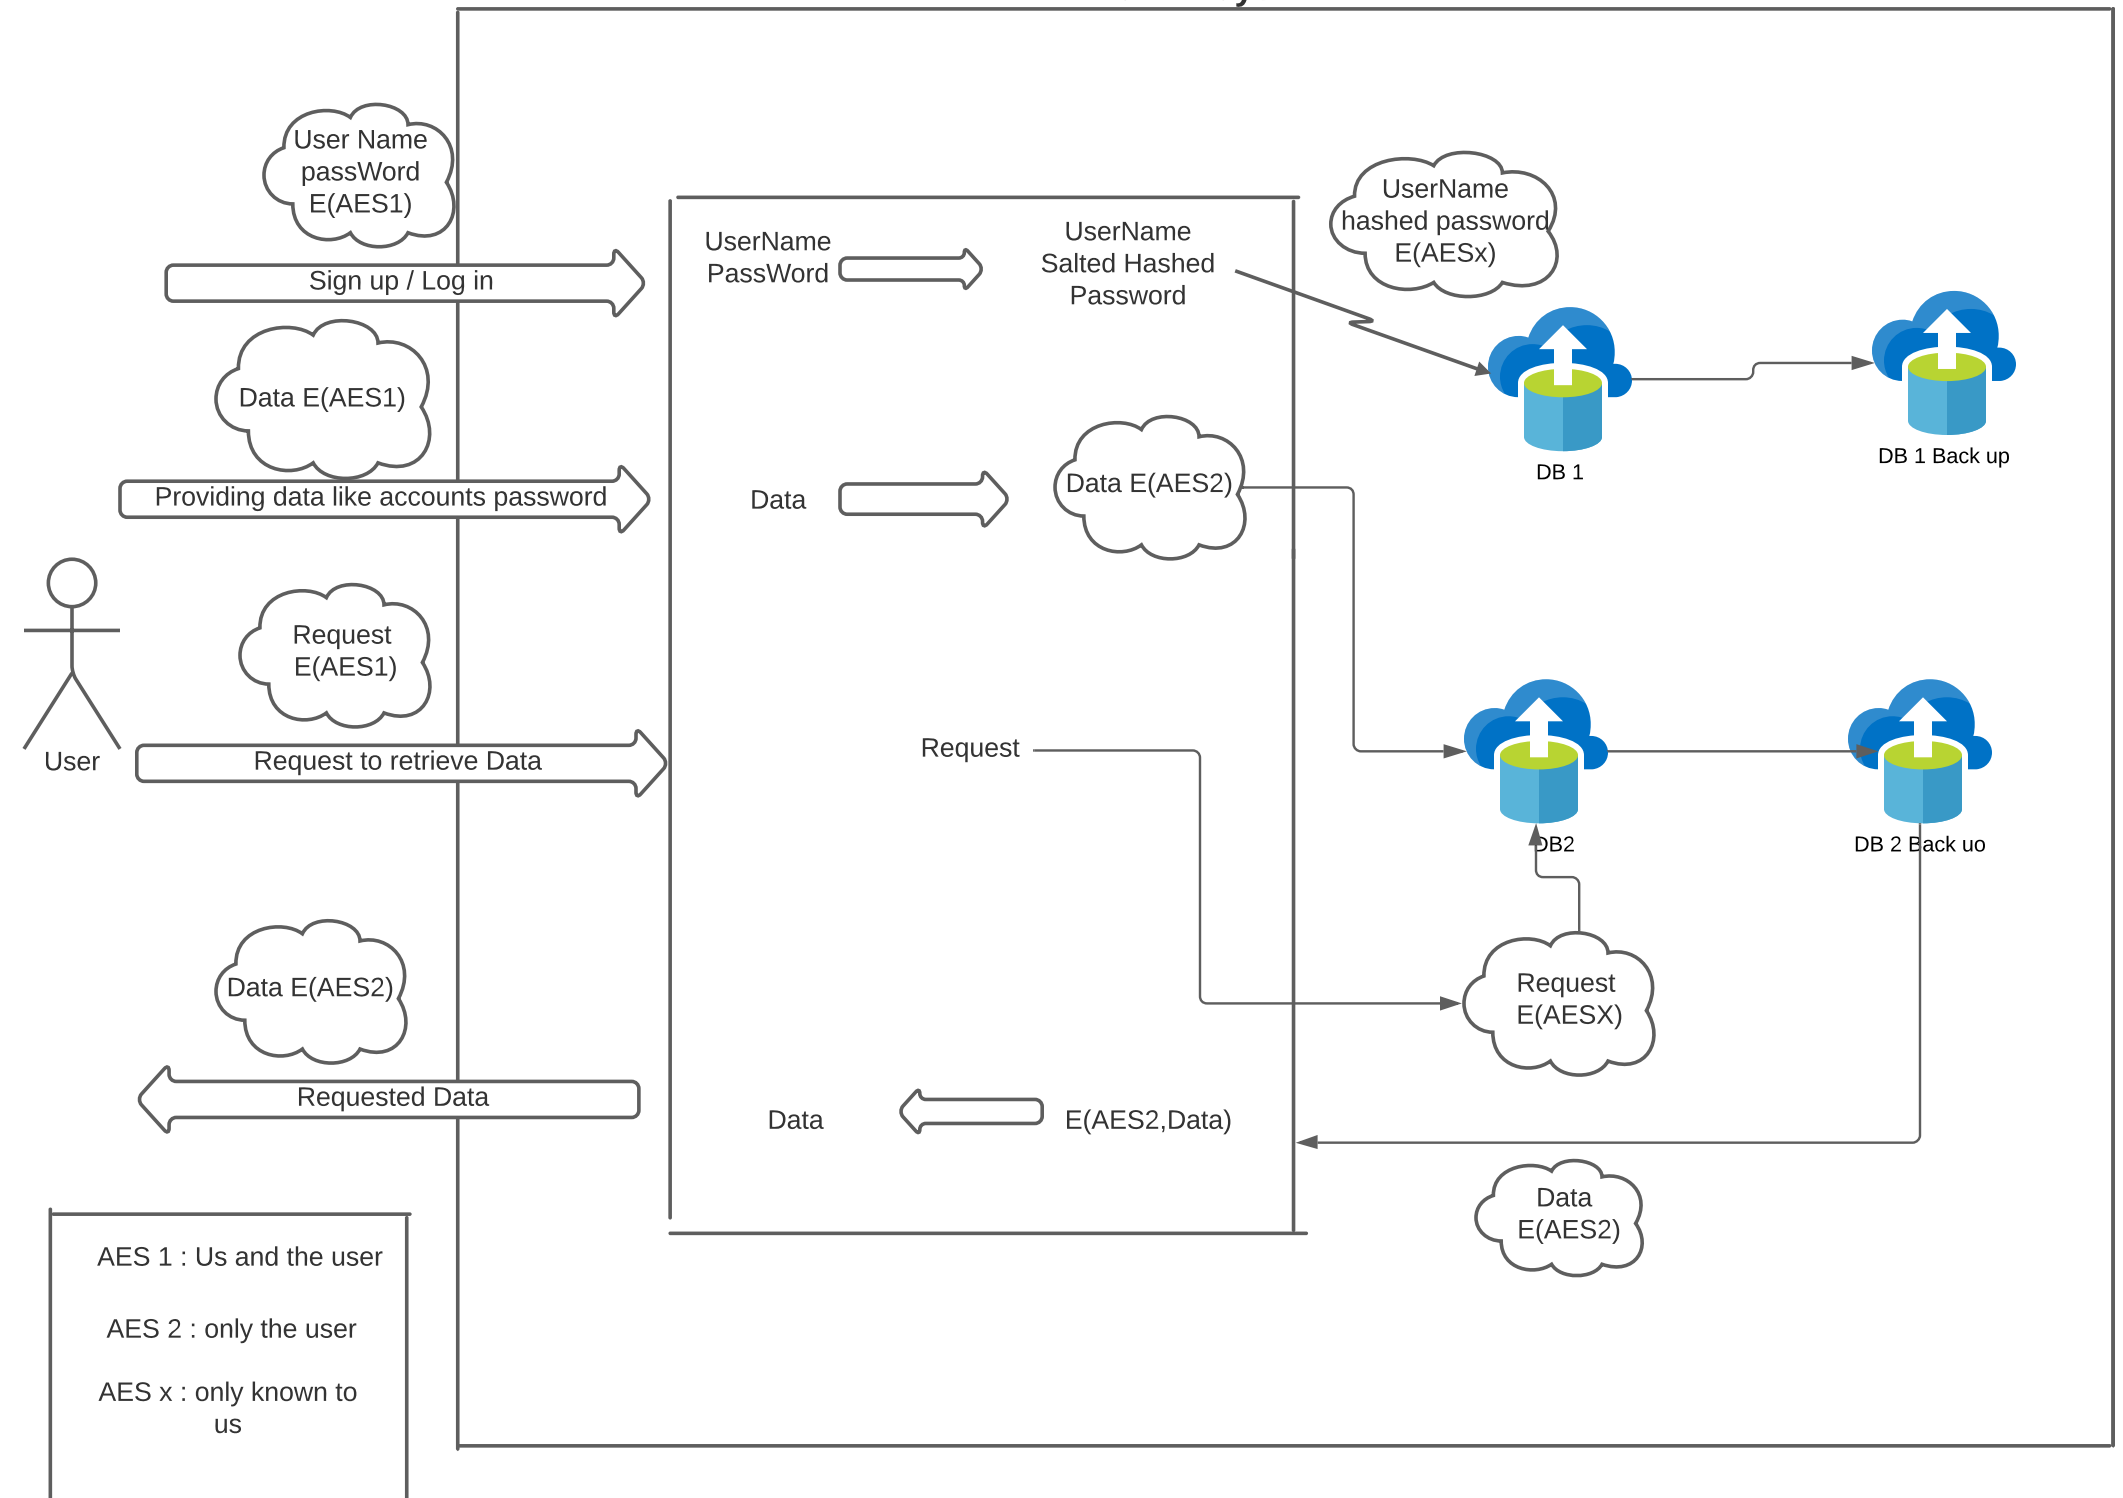 User Name
passWord
E(AES1)
Sign up / Log in
UserName
PassWord
UserName
Salted Hashed
Password
UserName
hashed password
E(AESx)
DB 1
DB 1 Back up
Data E(AES1)
Providing data like accounts password
Data
Data E(AES2)
User
Request
E(AES1)
Request to retrieve Data
Request
DB2
DB 2 Back uo
Request
E(AESX)
Data E(AES2)
Requested Data
Data
E(AES2,Data)
Data
E(AES2)
AES 1 : Us and the user
AES 2 : only the user
AES x : only known to
us